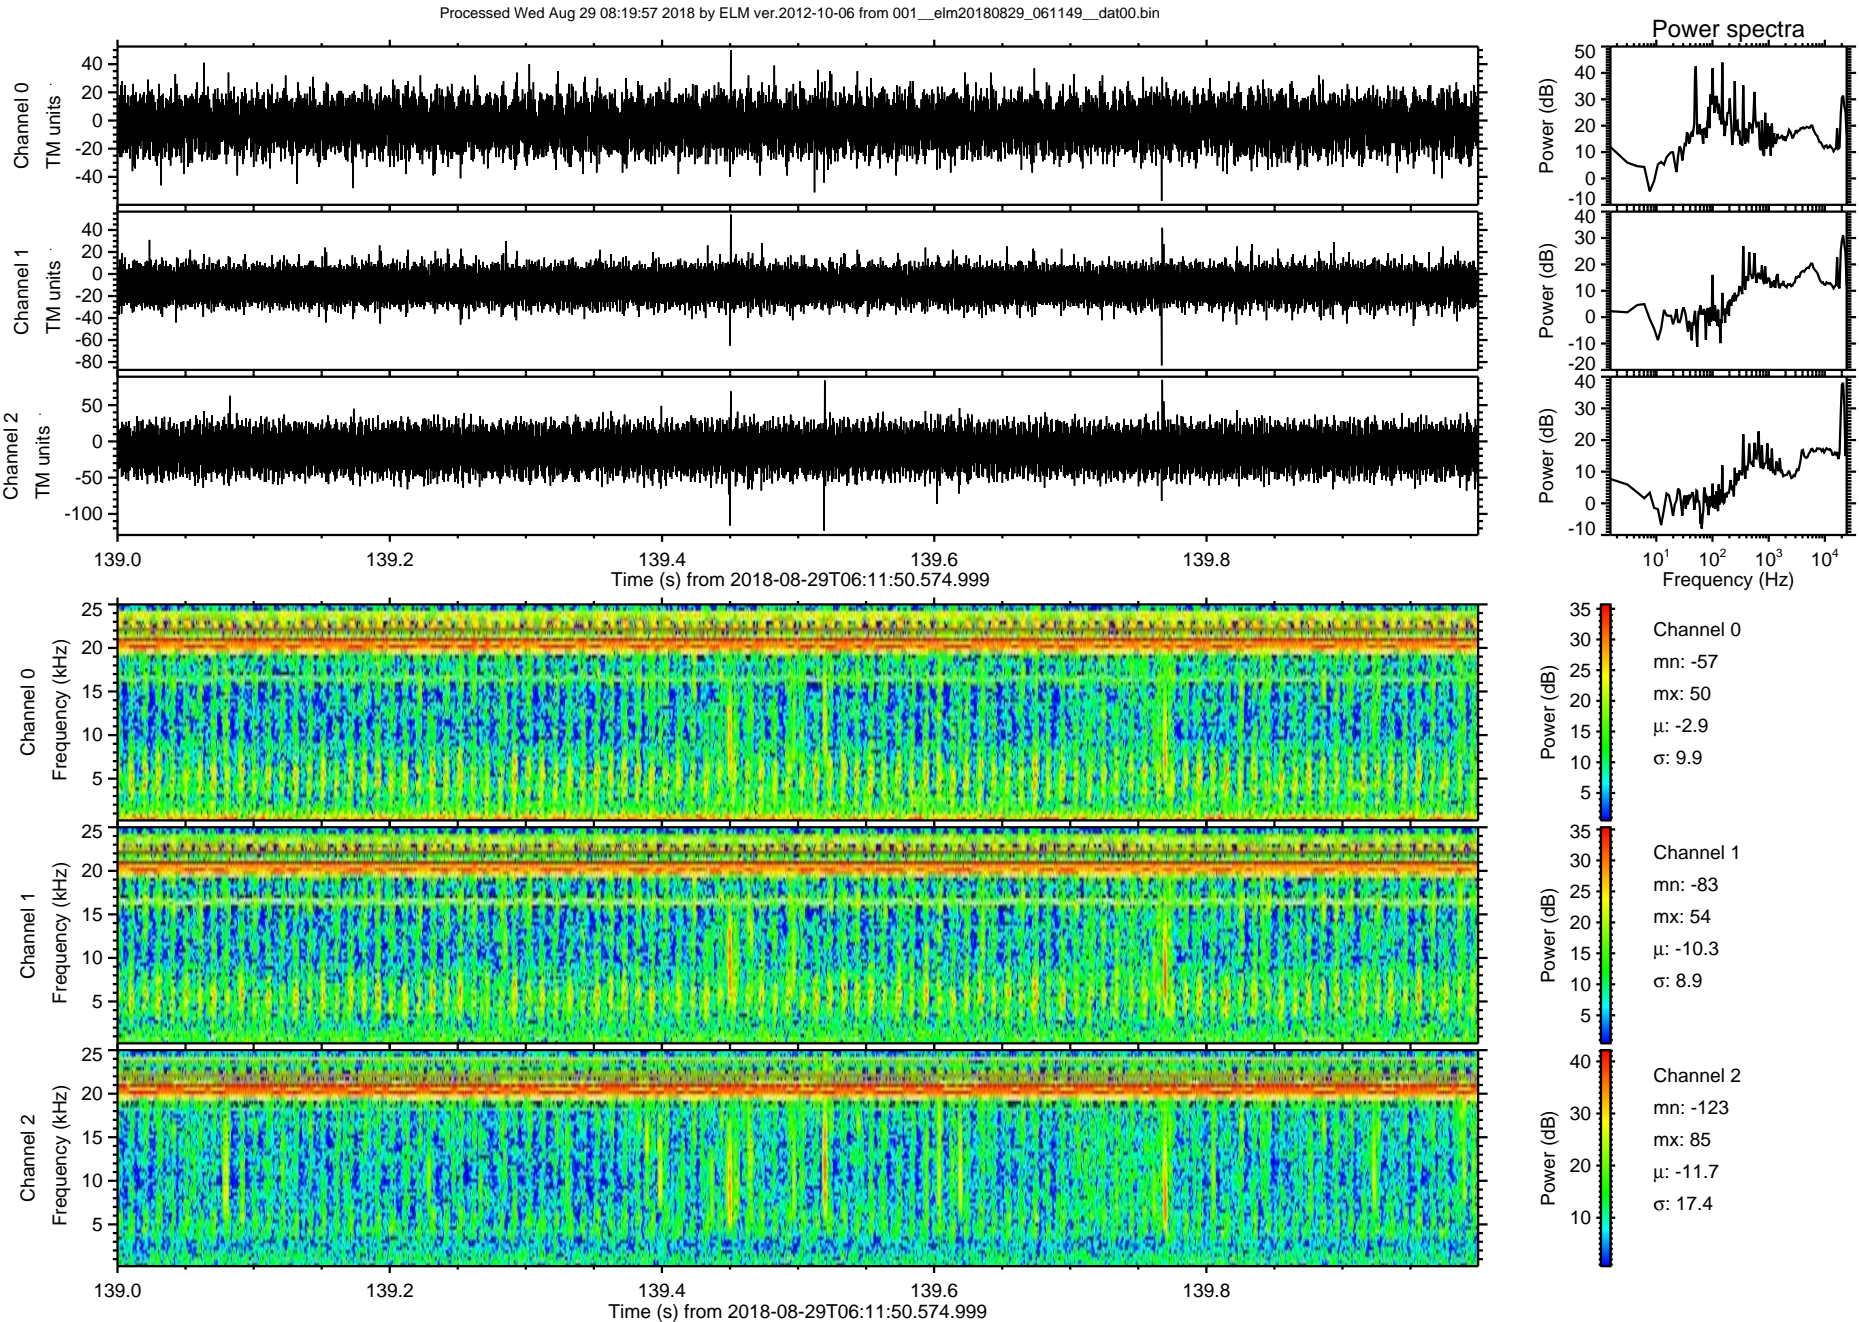 Processed Wed Aug 29 08:19:57 2018 by ELM ver.2012-10-06 from 001__elm20180829_061149__dat00.bin
Power spectra
Channel 0
TM units
40
20
0
-20
-40
Power (dB)
50
40
30
20
10
0
-10
Channel 1
TM units
40
20
0
-20
-40
-60
-80
Power (dB)
40
30
20
10
0
-10
-20
Channel 2
TM units
50
0
-50
-100
Power (dB)
40
30
20
10
0
-10
139.0 139.2 139.4 139.6 139.8
Time (s) from 2018-08-29T06:11:50.574.999
10¹ 10² 10³ 10⁴
Frequency (Hz)
Channel 0
Frequency (kHz)
25
20
15
10
5
Power (dB)
35
30
25
20
15
10
5
Channel 0
mn: -57
mx: 50
μ: -2.9
σ: 9.9
Channel 1
Frequency (kHz)
25
20
15
10
5
Power (dB)
35
30
25
20
15
10
5
Channel 1
mn: -83
mx: 54
μ: -10.3
σ: 8.9
Channel 2
Frequency (kHz)
25
20
15
10
5
Power (dB)
40
30
20
10
Channel 2
mn: -123
mx: 85
μ: -11.7
σ: 17.4
139.0 139.2 139.4 139.6 139.8
Time (s) from 2018-08-29T06:11:50.574.999